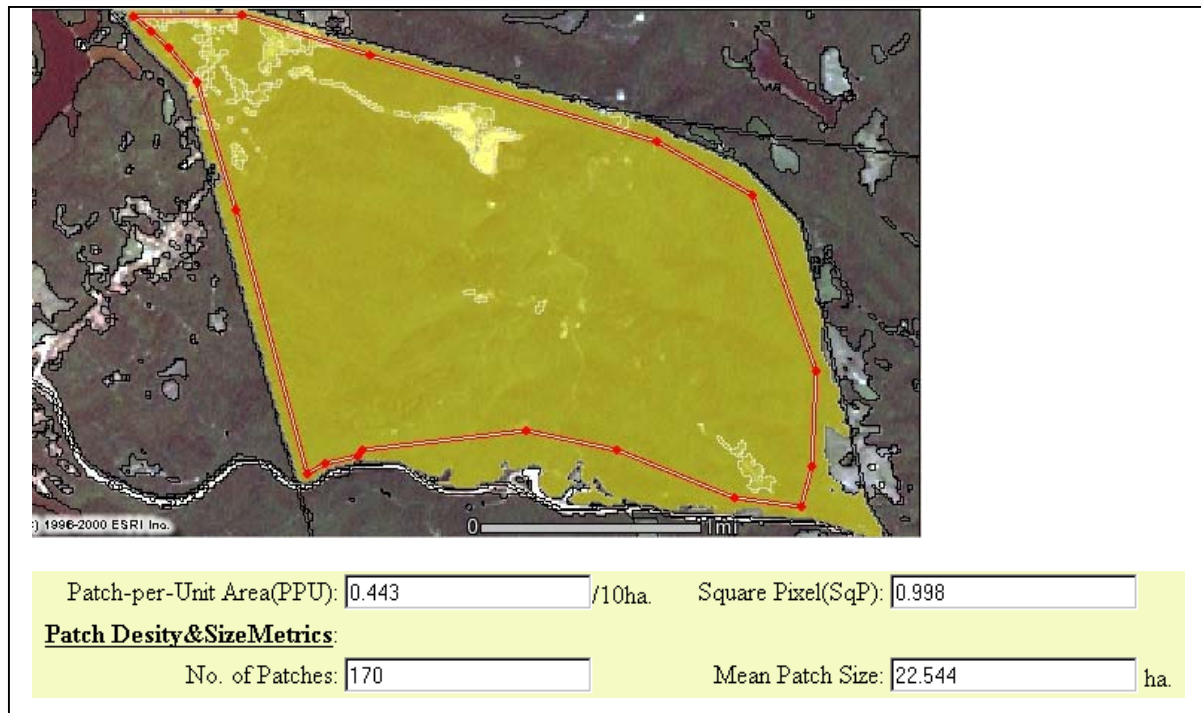 :) 1996-2000 ESRI Inc.
0 1mi
Patch-per-Unit Area(PPU): 0.443 /10ha. Square Pixel(SqP): 0.998
Patch Desity&SizeMetrics:
No. of Patches: 170 Mean Patch Size: 22.544 ha.